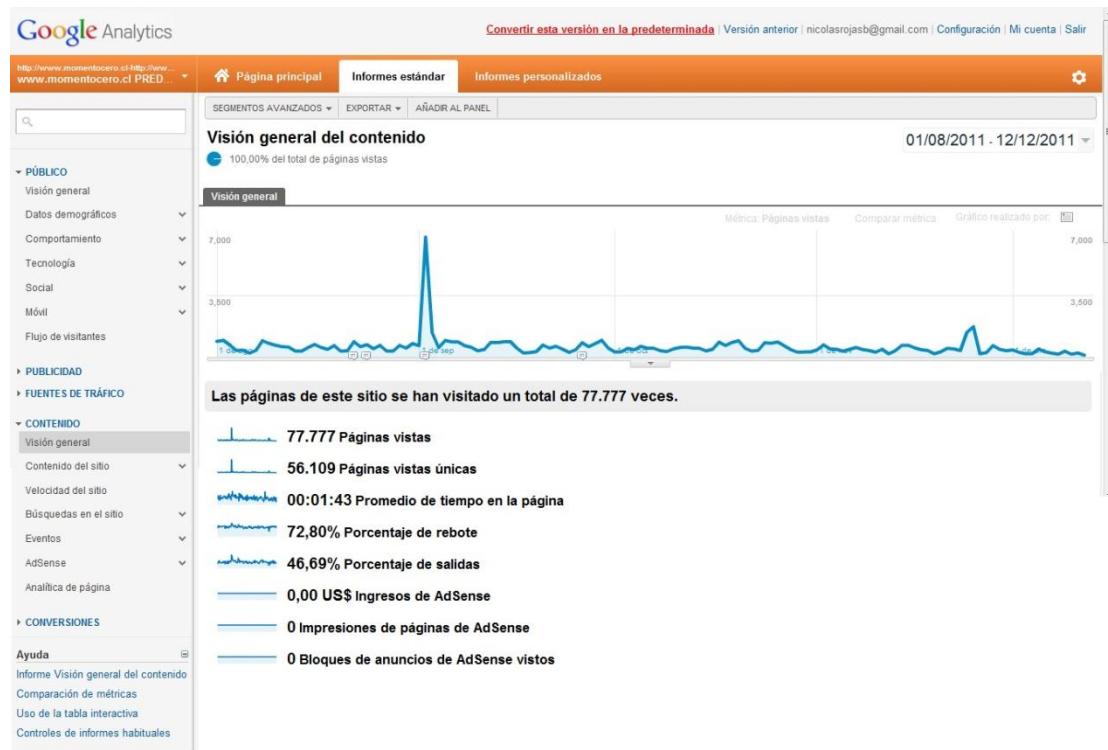 Google Analytics
Convertir esta versión en la predeterminada | Versión anterior | nicolasrojasb@gmail.com | Configuración | Mi cuenta | Salir
http://www.momentocero.cl-http://ww...
www.momentocero.cl PRED...
Página principal
Informes estándar
Informes personalizados
SEGMENTOS AVANZADOS
EXPORTAR
AÑADIR AL PANEL
Visión general del contenido
01/08/2011 - 12/12/2011
100,00% del total de páginas vistas
PÚBLICO
Visión general
Datos demográficos
Comportamiento
Tecnología
Social
Móvil
Flujo de visitantes
PUBLICIDAD
FUENTES DE TRÁFICO
CONTENIDO
Visión general
Contenido del sitio
Velocidad del sitio
Búsquedas en el sitio
Eventos
AdSense
Analítica de página
CONVERSIONES
Ayuda
Informe Visión general del contenido
Comparación de métricas
Uso de la tabla interactiva
Controles de informes habituales
Visión general
Métrica: Páginas vistas
Comparar métrica
Gráfico realizado por:
7,000
7,000
3,500
3,500
1 de sep
Las páginas de este sitio se han visitado un total de 77.777 veces.
77.777 Páginas vistas
56.109 Páginas vistas únicas
00:01:43 Promedio de tiempo en la página
72,80% Porcentaje de rebote
46,69% Porcentaje de salidas
0,00 US$ Ingresos de AdSense
0 Impresiones de páginas de AdSense
0 Bloques de anuncios de AdSense vistos